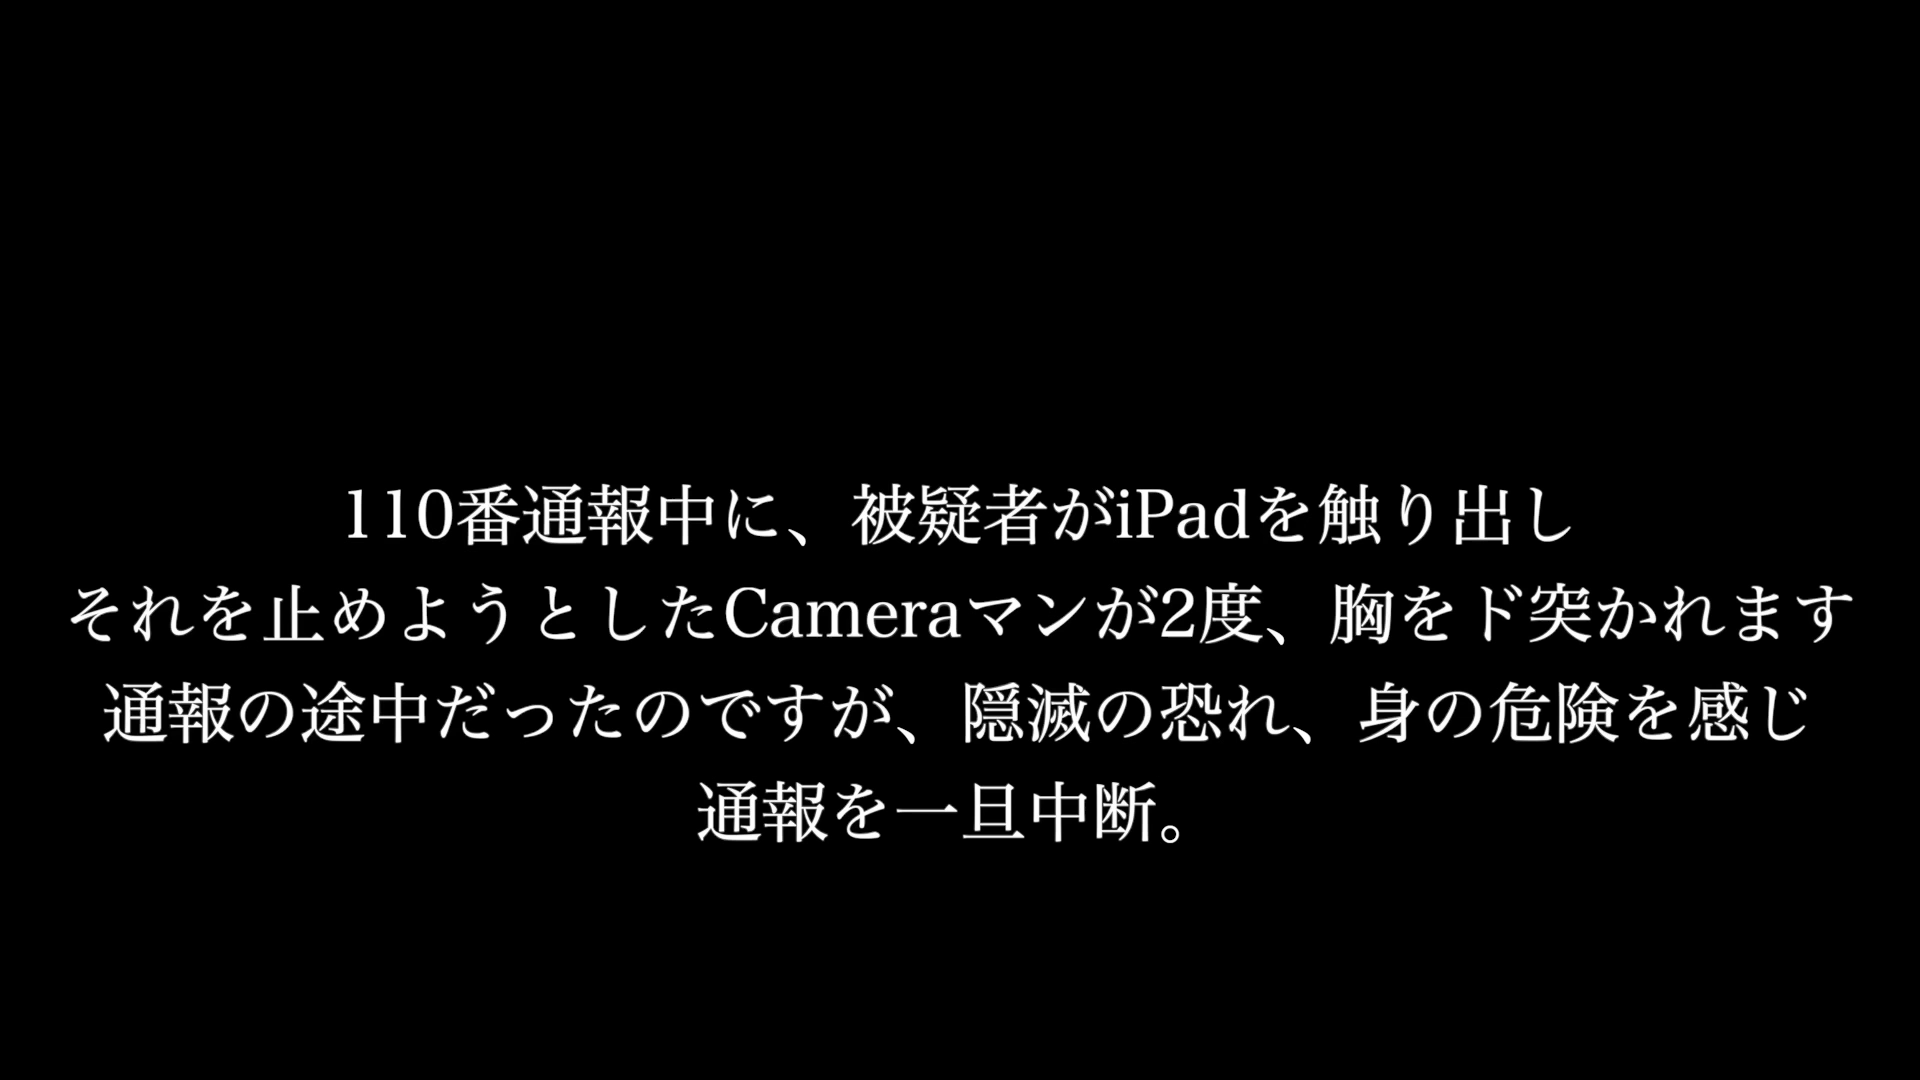 110番通報中に、被疑者がiPadを触り出し
それを止めようとしたCameraマンが2度、胸をド突かれます
通報の途中だったのですが、隠滅の恐れ、身の危険を感じ
通報を一旦中断。